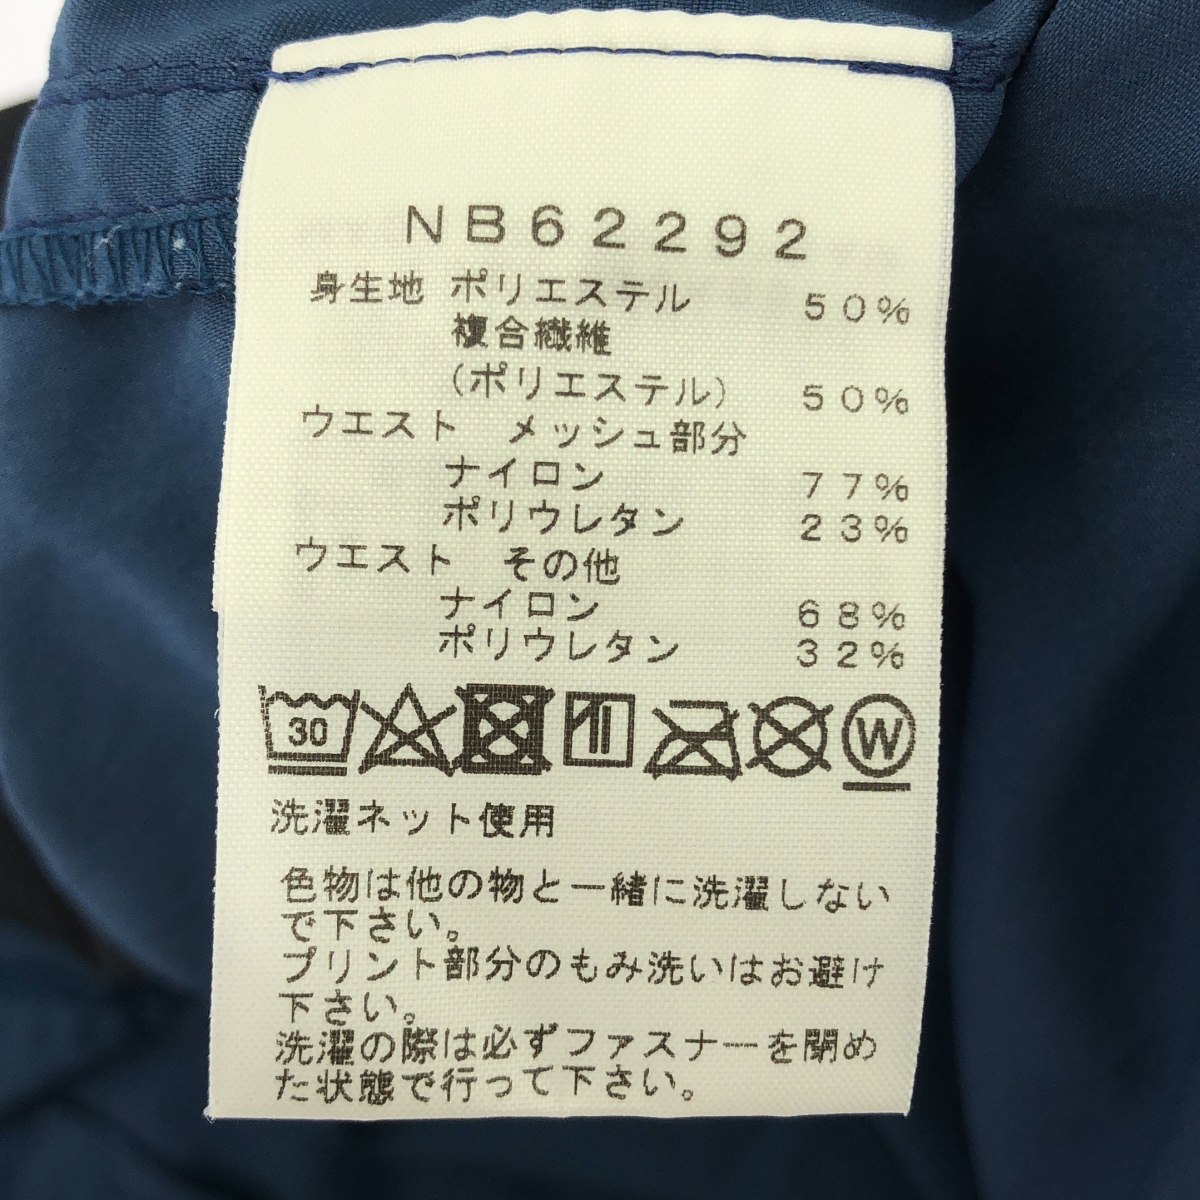 NB62292
身生地 ポリエステル 50%
複合繊維
(ポリエステル) 50%
ウエスト メッシュ部分
ナイロン 77%
ポリウレタン 23%
ウエスト その他
ナイロン 68%
ポリウレタン 32%
30 W
洗濯ネット使用
色物は他の物と一緒に洗濯しない
で下さい。
プリント部分のもみ洗いはお避け
下さい。
洗濯の際は必ずファスナーを閉め
た状態で行って下さい。